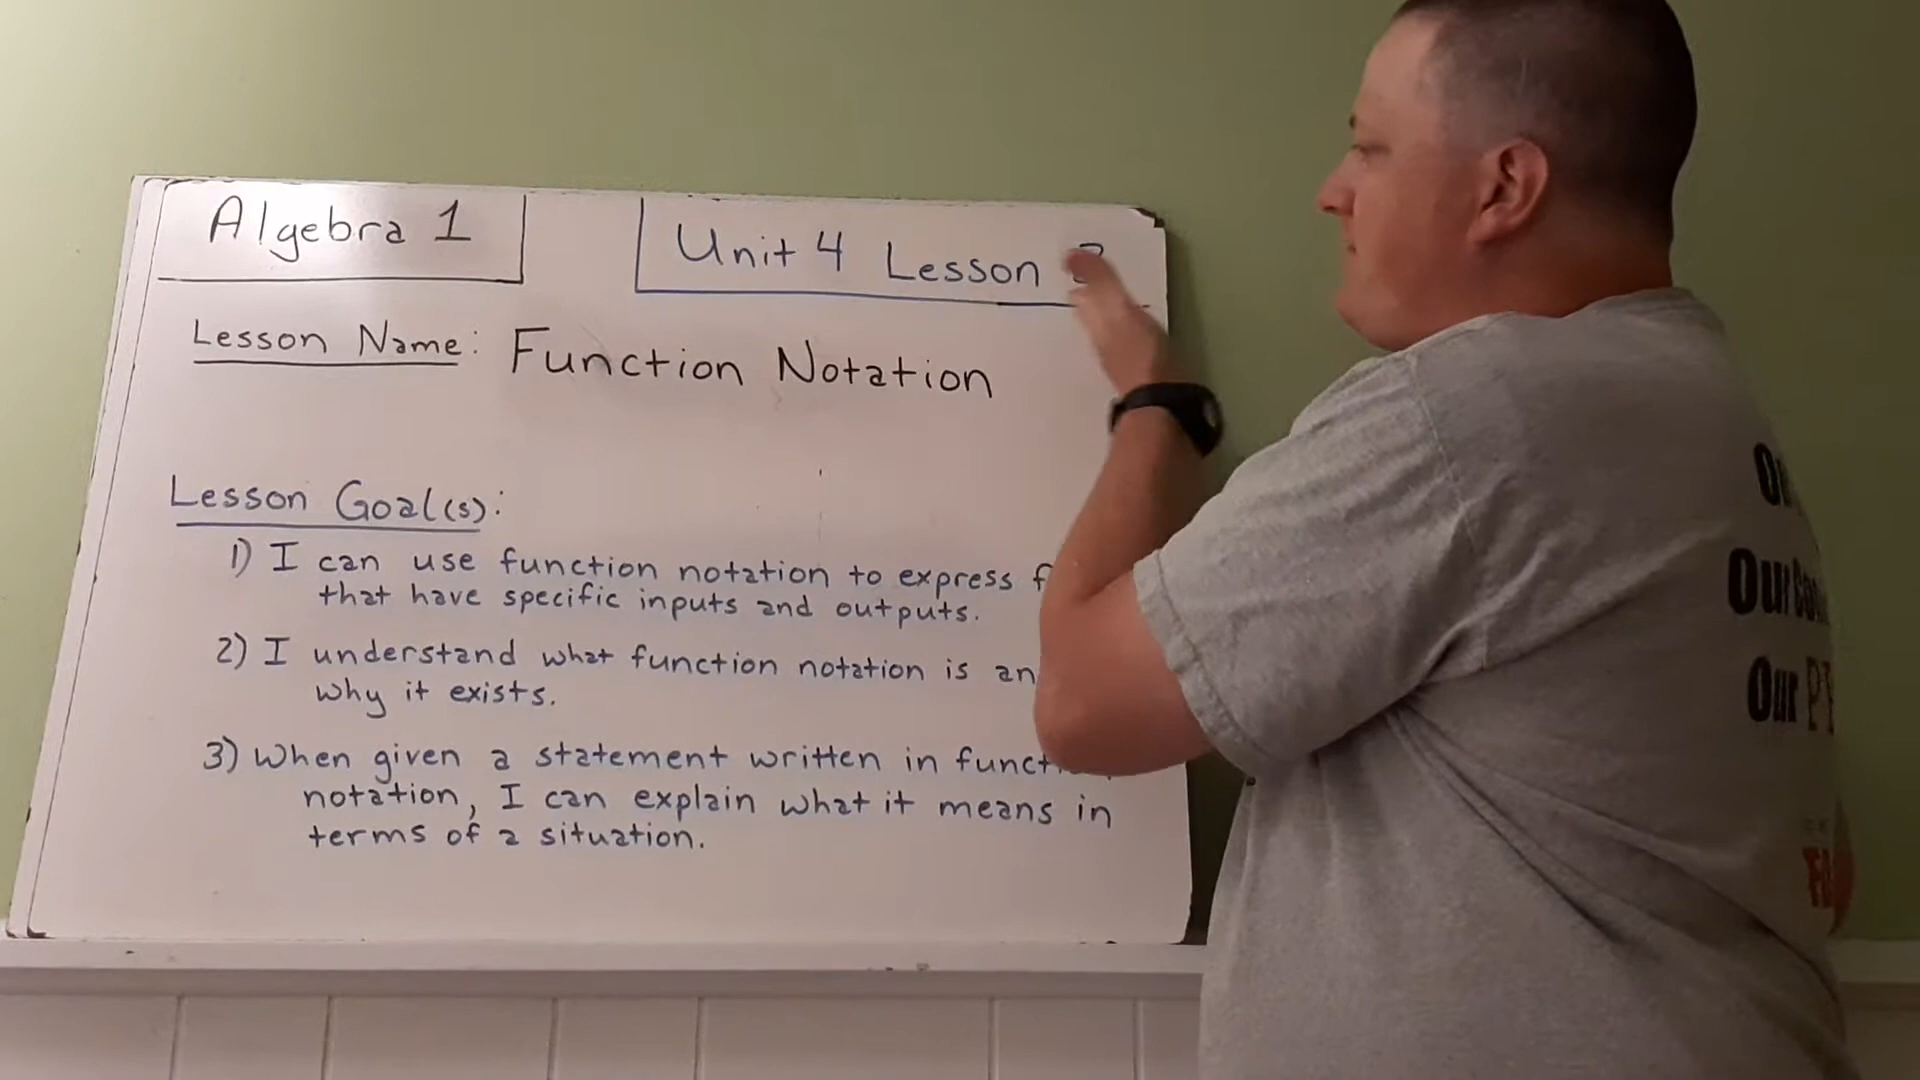 Algebra 1
Unit 4 Lesson
Lesson Name: Function Notation
Lesson Goal(s):
1) I can use function notation to express
that have specific inputs and outputs.
2) I understand what function notation is
why it exists.
3) When given a statement written in
notation, I can explain what it means in
terms of a situation.
Our
Our